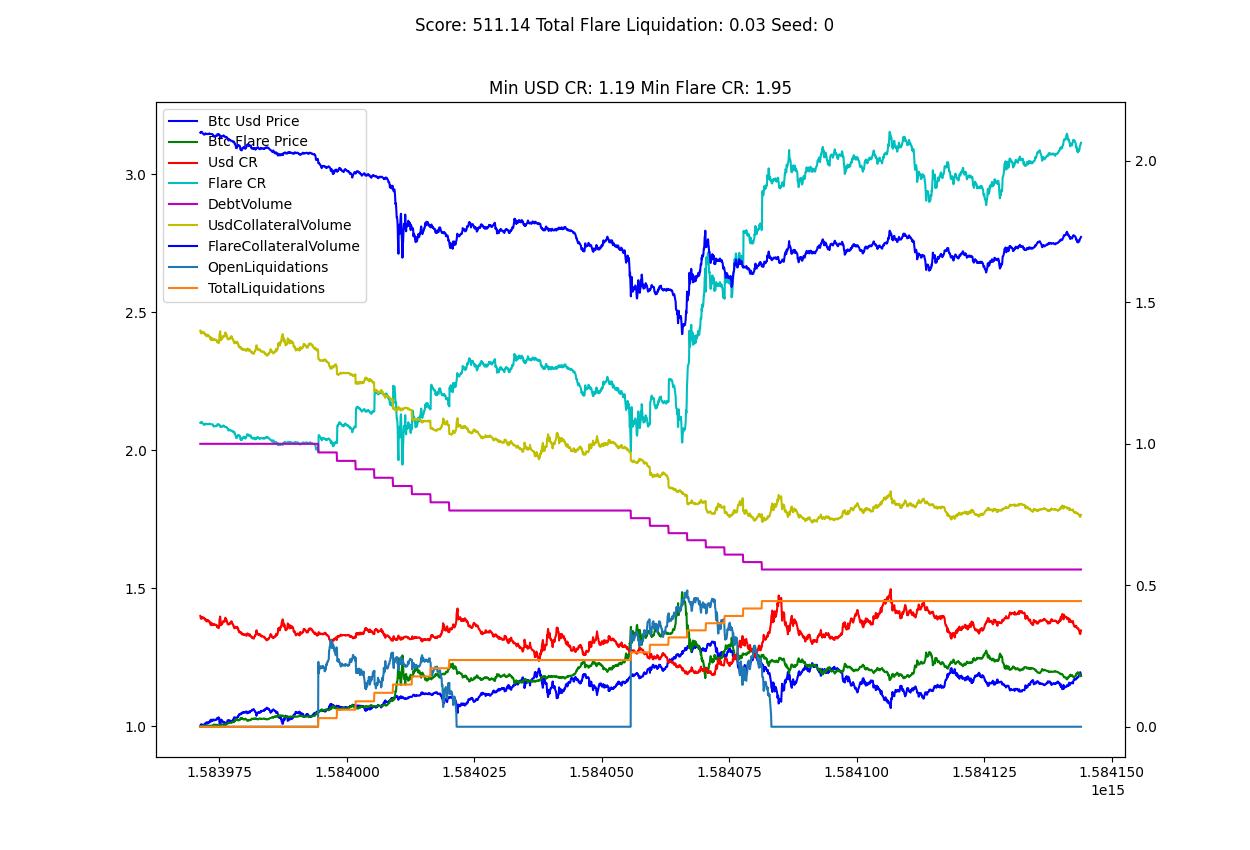 Score: 511.14 Total Flare Liquidation: 0.03 Seed: 0
Min USD CR: 1.19 Min Flare CR: 1.95
Btc Usd Price
Btc Flare Price
Usd CR
Flare CR
DebtVolume
UsdCollateralVolume
FlareCollateralVolume
OpenLiquidations
TotalLiquidations
3.0
2.5
2.0
1.5
1.0
2.0
1.5
1.0
0.5
0.0
1.583975 1.584000 1.584025 1.584050 1.584075 1.584100 1.584125 1.584150
1e15